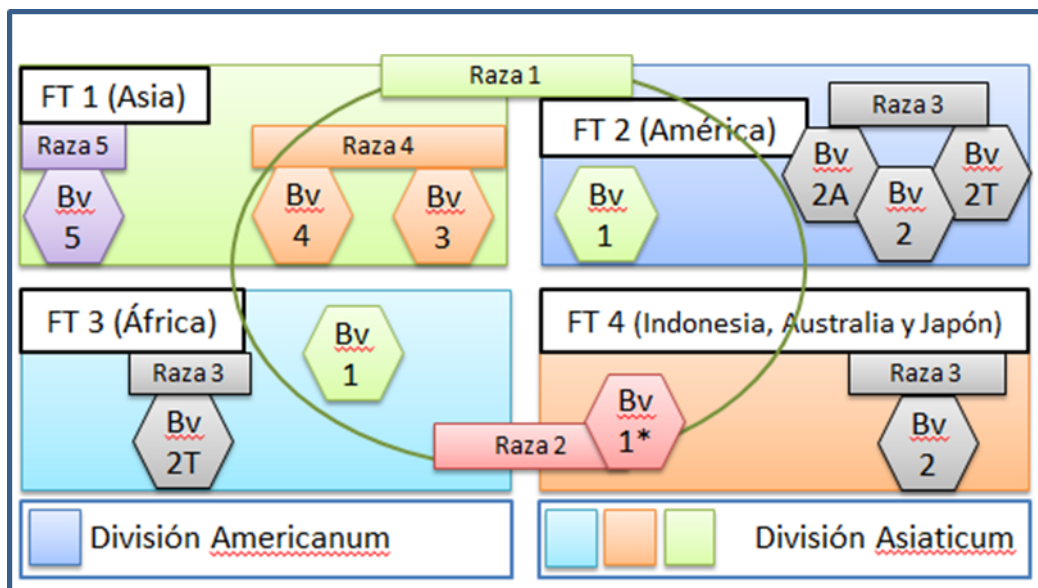 Raza 1
FT 1 (Asia)
Raza 5
Bv
5
Raza 4
Bv
4
Bv
3
FT 2 (América)
Raza 3
Bv
1
Bv
2A
Bv
2
Bv
2T
FT 3 (África)
Raza 3
Bv
2T
Bv
1
FT 4 (Indonesia, Australia y Japón)
Raza 2
Bv
1*
Raza 3
Bv
2
División Americanum
División Asiaticum